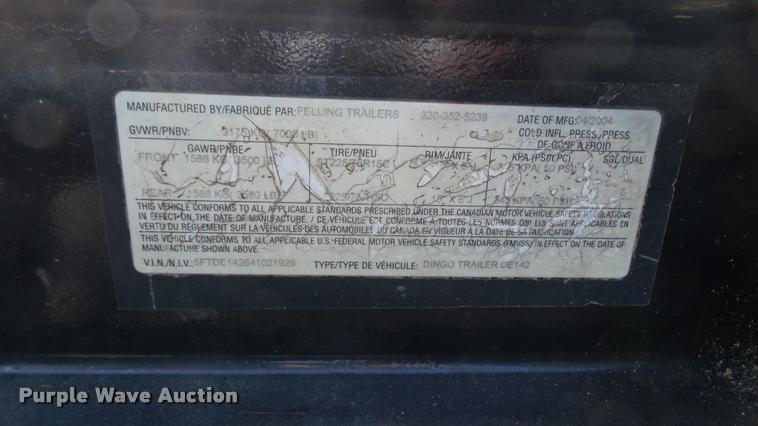 MANUFACTURED BY/FABRIQUÉ PAR: FELLING TRAILERS 320-352-5239 DATE OF MFG:04/2004
GVWR/PNBV: 3175 KG( 7000 LB) COLD INFL. PRESS./PRESS.
DE GONF A FROID
GAWR/PNBE TIRE/PNEU RIM/JANTE KPA (PSI/LPC) SGL/DUAL
FRONT 1588 KG( 3500 LB) ST225/75R15C
REAR 1588 KG( 3500 LB)
THIS VEHICLE CONFORMS TO ALL APPLICABLE STANDARDS PRESCRIBED UNDER THE CANADIAN MOTOR VEHICLE SAFETY REGULATIONS
IN EFFECT ON THE DATE OF MANUFACTURE. / CE VÉHICULE EST CONFORME A TOUTES LES NORMES QUI LUI SONT APPLICABLES EN
VERTU DU RÈGLEMENT SUR LA SÉCURITÉ DES VÉHICULES AUTOMOBILES DU CANADA EN VIGUEUR À LA DATE DE SA FABRICATION.
THIS VEHICLE CONFORMS TO ALL APPLICABLE U.S. FEDERAL MOTOR VEHICLE SAFETY STANDARDS (FMVSS) IN EFFECT ON THE DATE OF
MANUFACTURE SHOWN ABOVE.
V.I.N./N.I.V.: 5FTDE142641021929 TYPE/TYPE DE VÉHICULE: DINGO TRAILER DE142
Purple Wave Auction